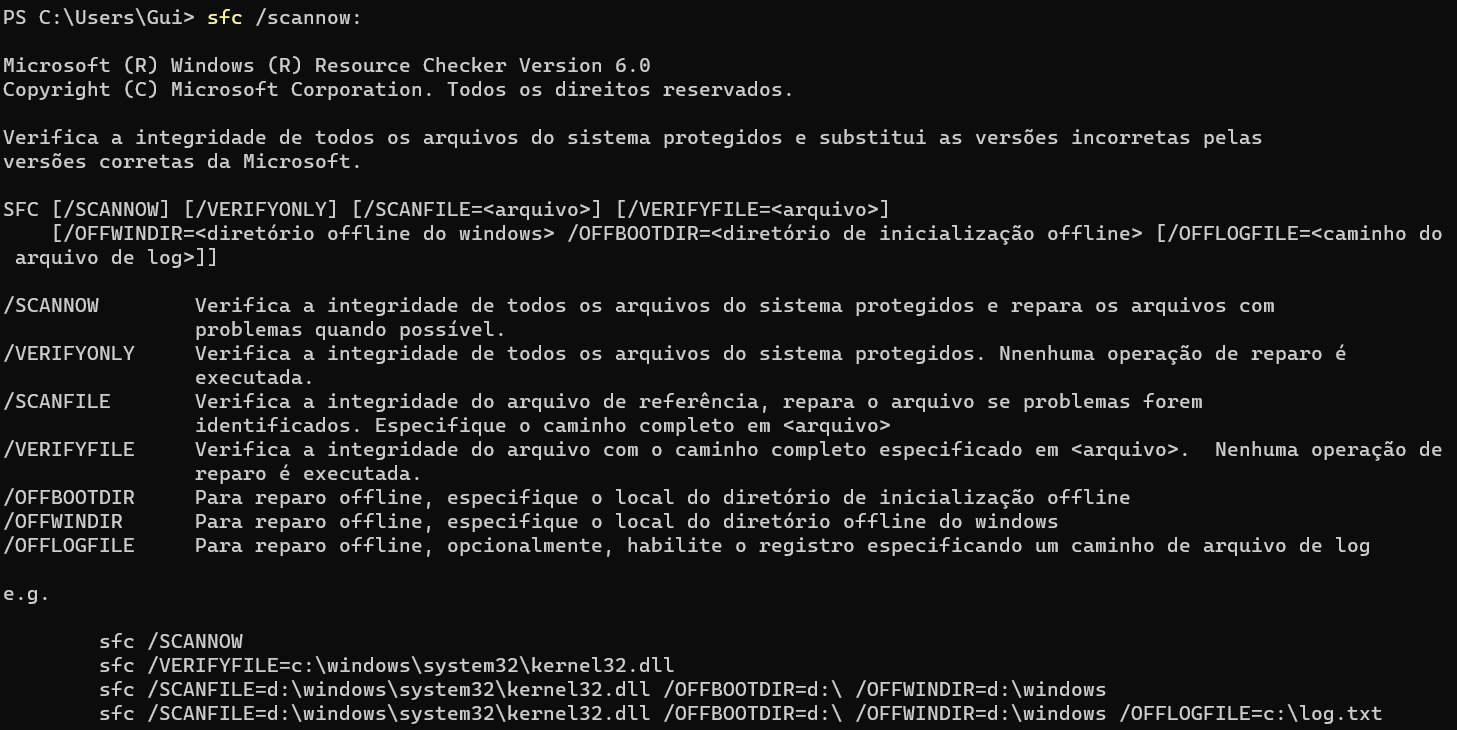 PS C:\Users\Gui> sfc /scannow:
Microsoft (R) Windows (R) Resource Checker Version 6.0
Copyright (C) Microsoft Corporation. Todos os direitos reservados.
Verifica a integridade de todos os arquivos do sistema protegidos e substitui as versões incorretas pelas
versões corretas da Microsoft.
SFC [/SCANNOW] [/VERIFYONLY] [/SCANFILE=<arquivo>] [/VERIFYFILE=<arquivo>]
    [/OFFWINDIR=<diretório offline do windows> /OFFBOOTDIR=<diretório de inicialização offline> [/OFFLOGFILE=<caminho do
 arquivo de log>]]
/SCANNOW        Verifica a integridade de todos os arquivos do sistema protegidos e repara os arquivos com
                problemas quando possível.
/VERIFYONLY     Verifica a integridade de todos os arquivos do sistema protegidos. Nnenhuma operação de reparo é
                executada.
/SCANFILE       Verifica a integridade do arquivo de referência, repara o arquivo se problemas forem
                identificados. Especifique o caminho completo em <arquivo>
/VERIFYFILE     Verifica a integridade do arquivo com o caminho completo especificado em <arquivo>.  Nenhuma operação de
                reparo é executada.
/OFFBOOTDIR     Para reparo offline, especifique o local do diretório de inicialização offline
/OFFWINDIR      Para reparo offline, especifique o local do diretório offline do windows
/OFFLOGFILE     Para reparo offline, opcionalmente, habilite o registro especificando um caminho de arquivo de log
e.g.
        sfc /SCANNOW
        sfc /VERIFYFILE=c:\windows\system32\kernel32.dll
        sfc /SCANFILE=d:\windows\system32\kernel32.dll /OFFBOOTDIR=d:\ /OFFWINDIR=d:\windows
        sfc /SCANFILE=d:\windows\system32\kernel32.dll /OFFBOOTDIR=d:\ /OFFWINDIR=d:\windows /OFFLOGFILE=c:\log.txt